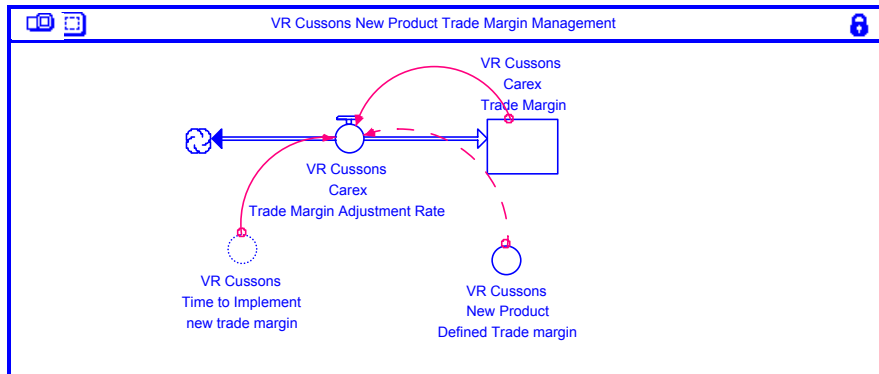 VR Cussons New Product Trade Margin Management
VR Cussons
Carex
Trade Margin
VR Cussons
Carex
Trade Margin Adjustment Rate
VR Cussons
Time to Implement
new trade margin
VR Cussons
New Product
Defined Trade margin